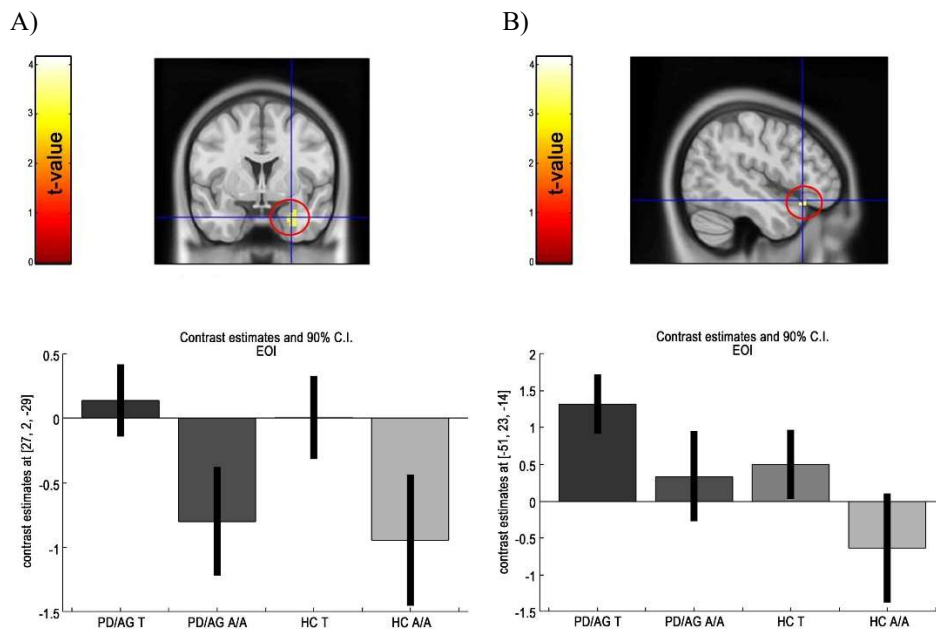 A)
4
3
2
1
0
t-value
Contrast estimates and 90% C.I.
EOI
contrast estimates at [27, 2, -29]
0.5
0
-0.5
-1
-1.5
PD/AG T PD/AG A/A HC T HC A/A
B)
4
3
2
1
0
t-value
Contrast estimates and 90% C.I.
EOI
contrast estimates at [-51, 23, -14]
2
1.5
1
0.5
0
-0.5
-1
-1.5
PD/AG T PD/AG A/A HC T HC A/A